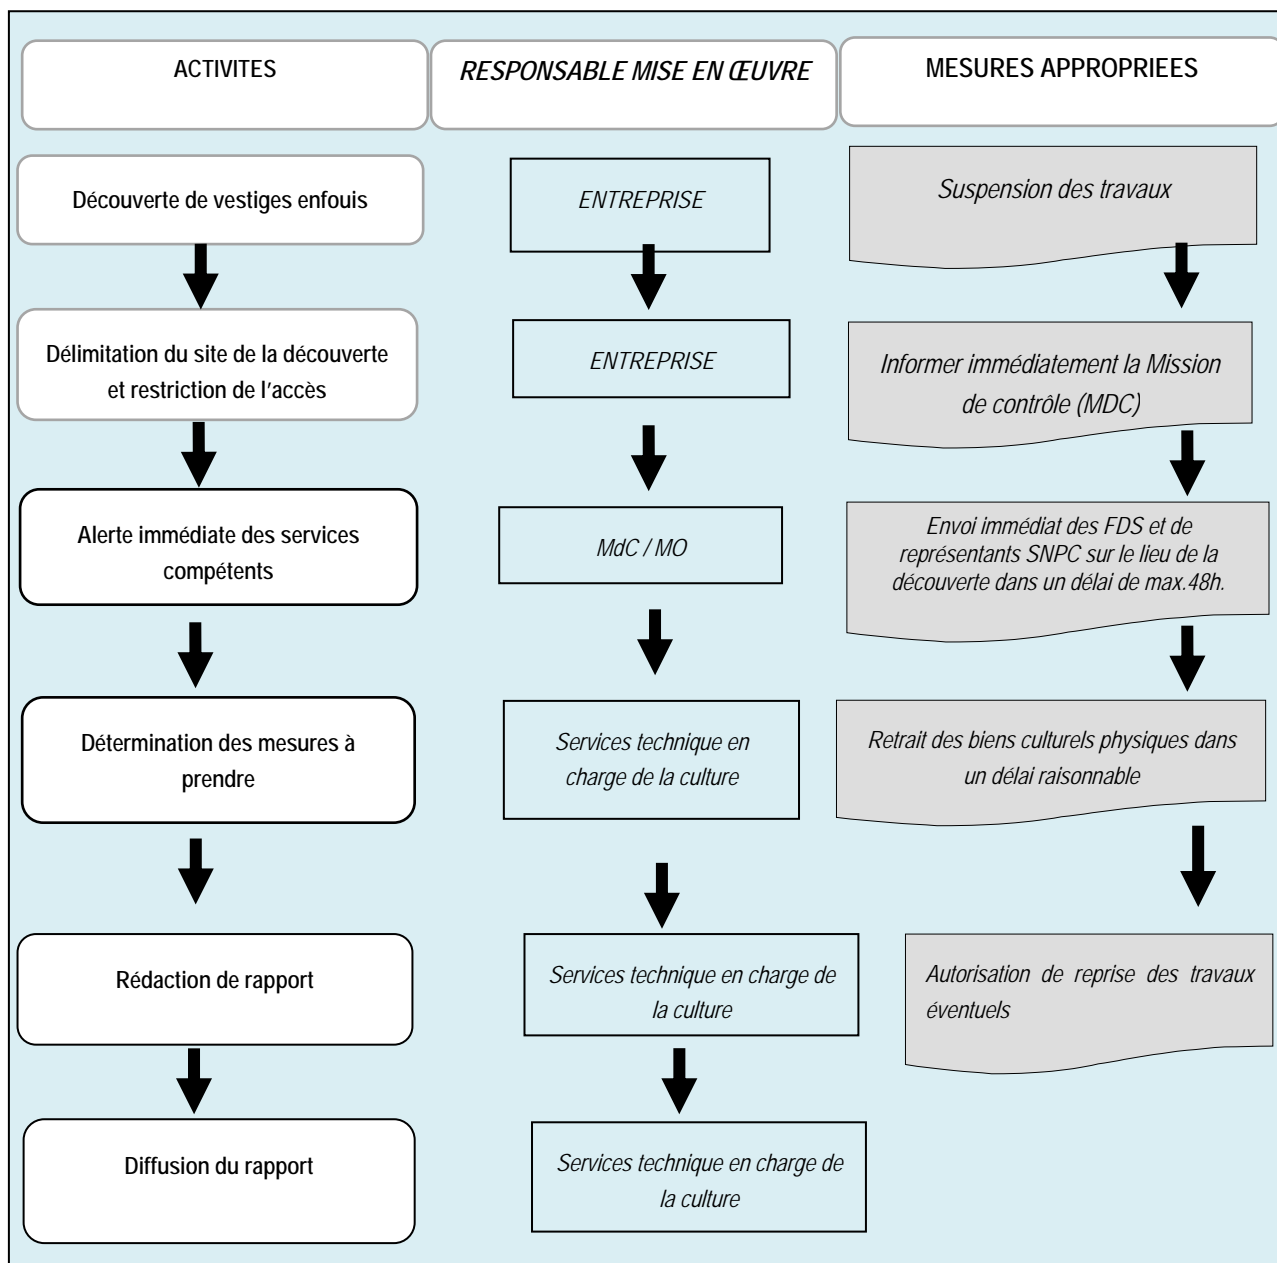 ACTIVITES
RESPONSABLE MISE EN ŒUVRE
MESURES APPROPRIEES
Découverte de vestiges enfouis
ENTREPRISE
Suspension des travaux
Délimitation du site de la découverte
et restriction de l'accès
ENTREPRISE
Informer immédiatement la Mission
de contrôle (MDC)
Alerte immédiate des services
compétents
MdC / MO
Envoi immédiat des FDS et de
représentants SNPC sur le lieu de la
découverte dans un délai de max.48h.
Détermination des mesures à
prendre
Services technique en
charge de la culture
Retrait des biens culturels physiques dans
un délai raisonnable
Rédaction de rapport
Services technique en charge de
la culture
Autorisation de reprise des travaux
éventuels
Diffusion du rapport
Services technique en charge de
la culture